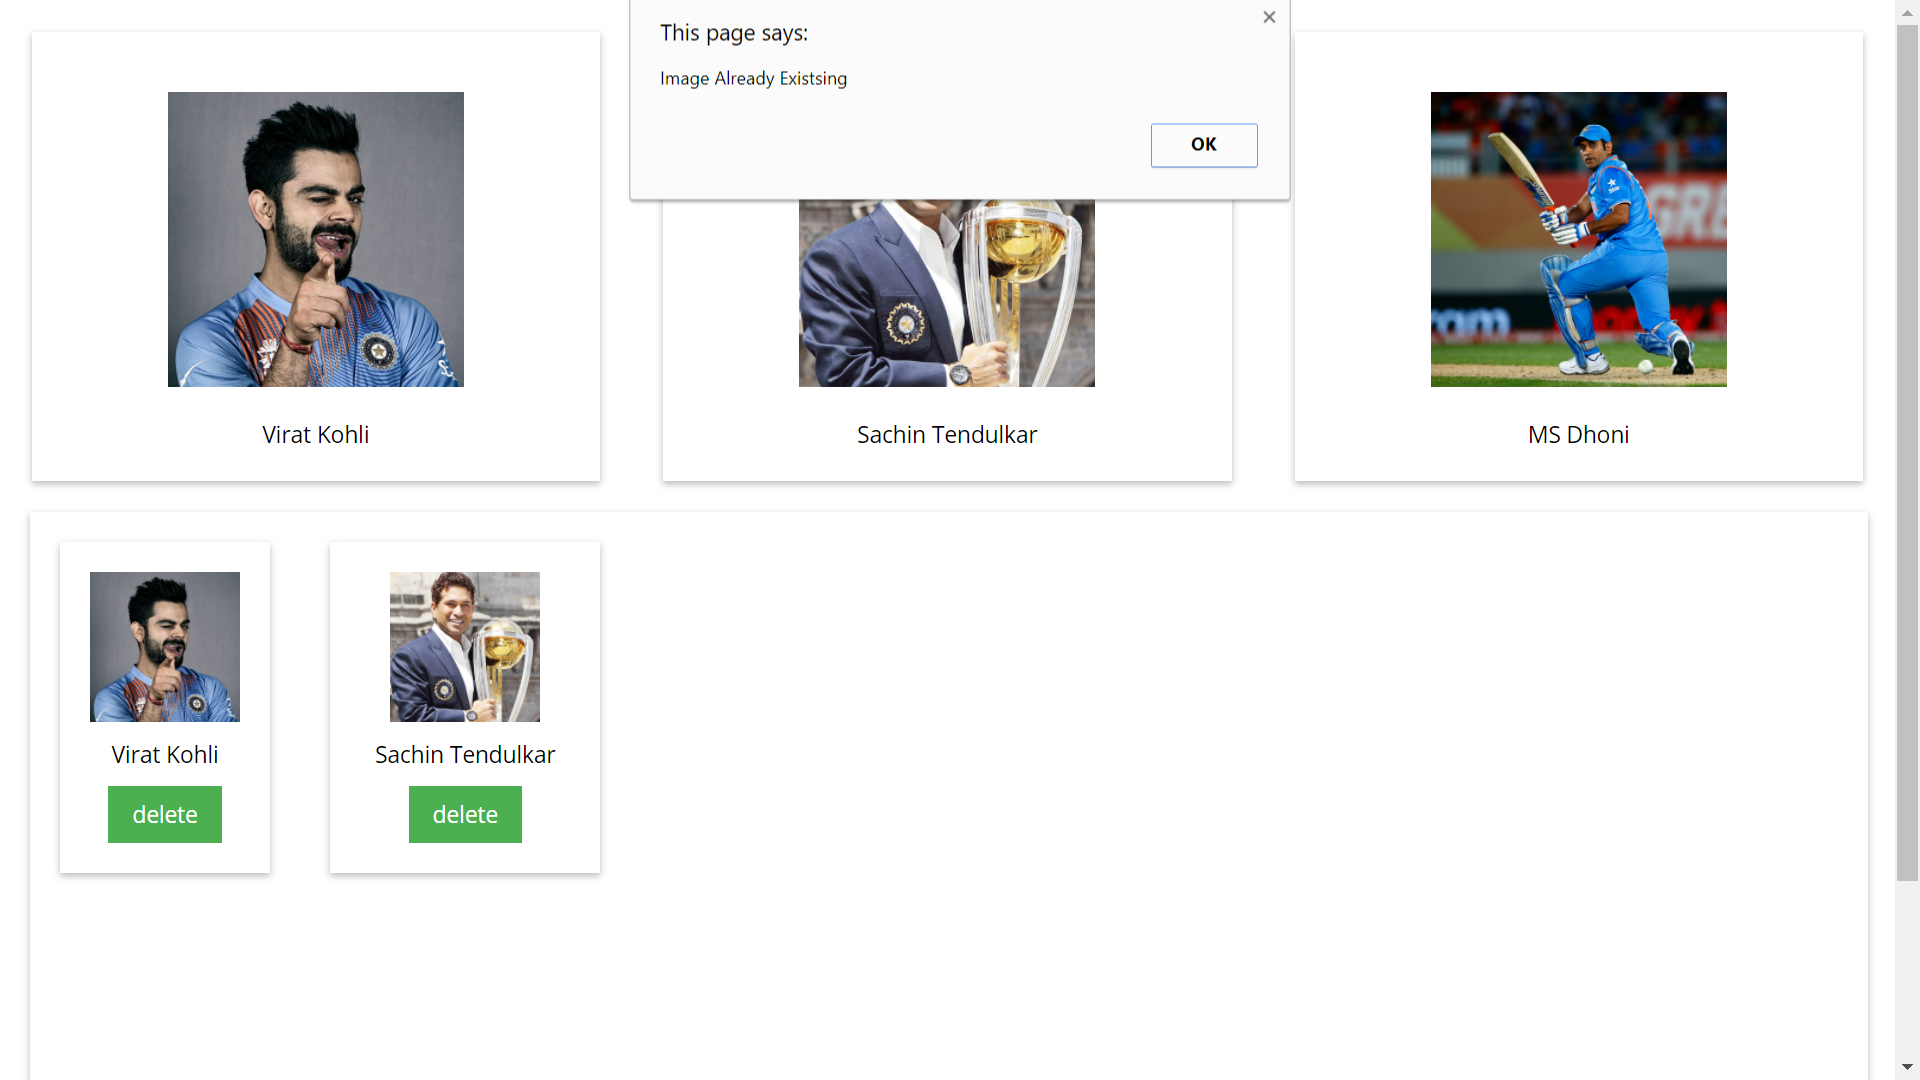 This page says:
Image Already Existsing
OK
Virat Kohli
Sachin Tendulkar
MS Dhoni
Virat Kohli
Sachin Tendulkar
delete
delete